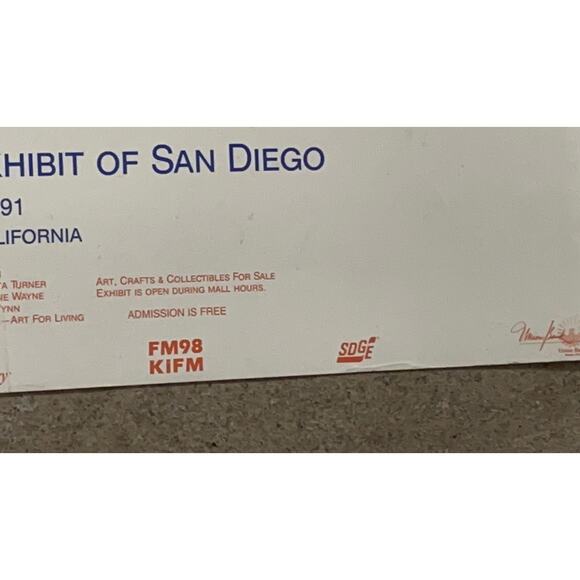 XHIBIT OF SAN DIEGO
91
LIFORNIA
TA TURNER
NE WAYNE
YNN
—ART FOR LIVING
ART, CRAFTS & COLLECTIBLES FOR SALE
EXHIBIT IS OPEN DURING MALL HOURS.
ADMISSION IS FREE
FM98
KIFM
SDGE